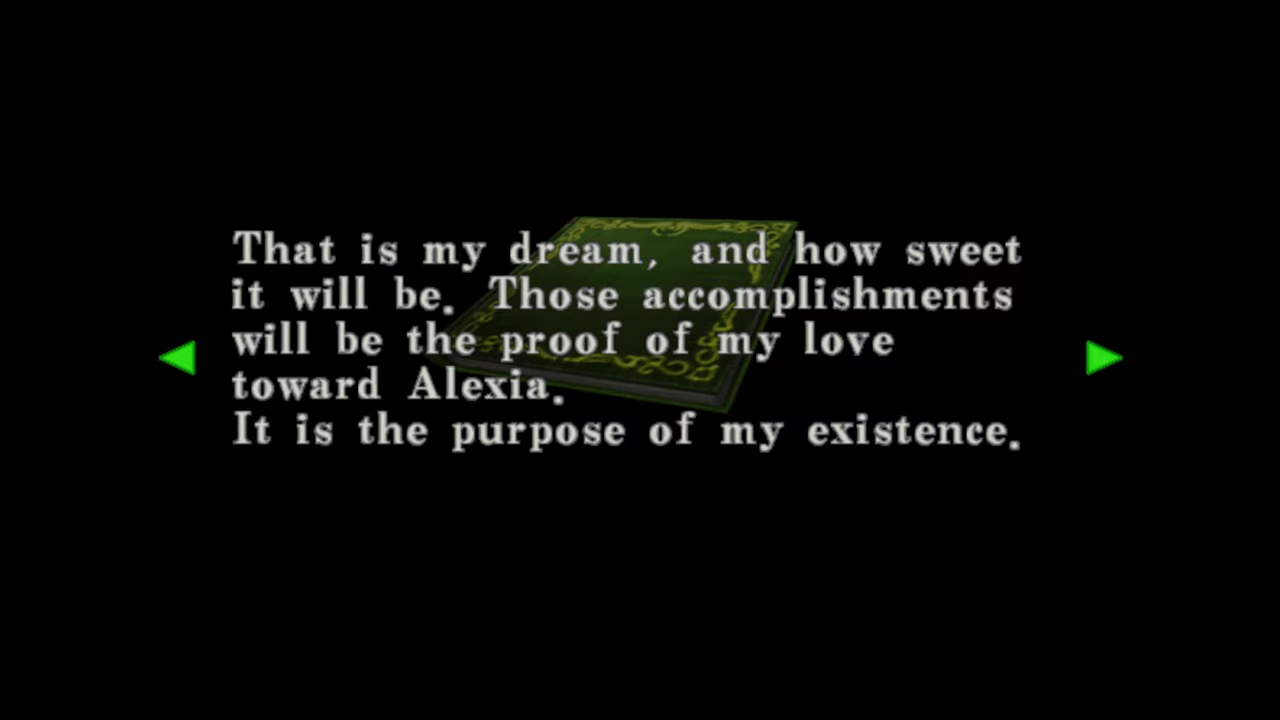 That is my dream, and how sweet
it will be. Those accomplishments
will be the proof of my love
toward Alexia.
It is the purpose of my existence.